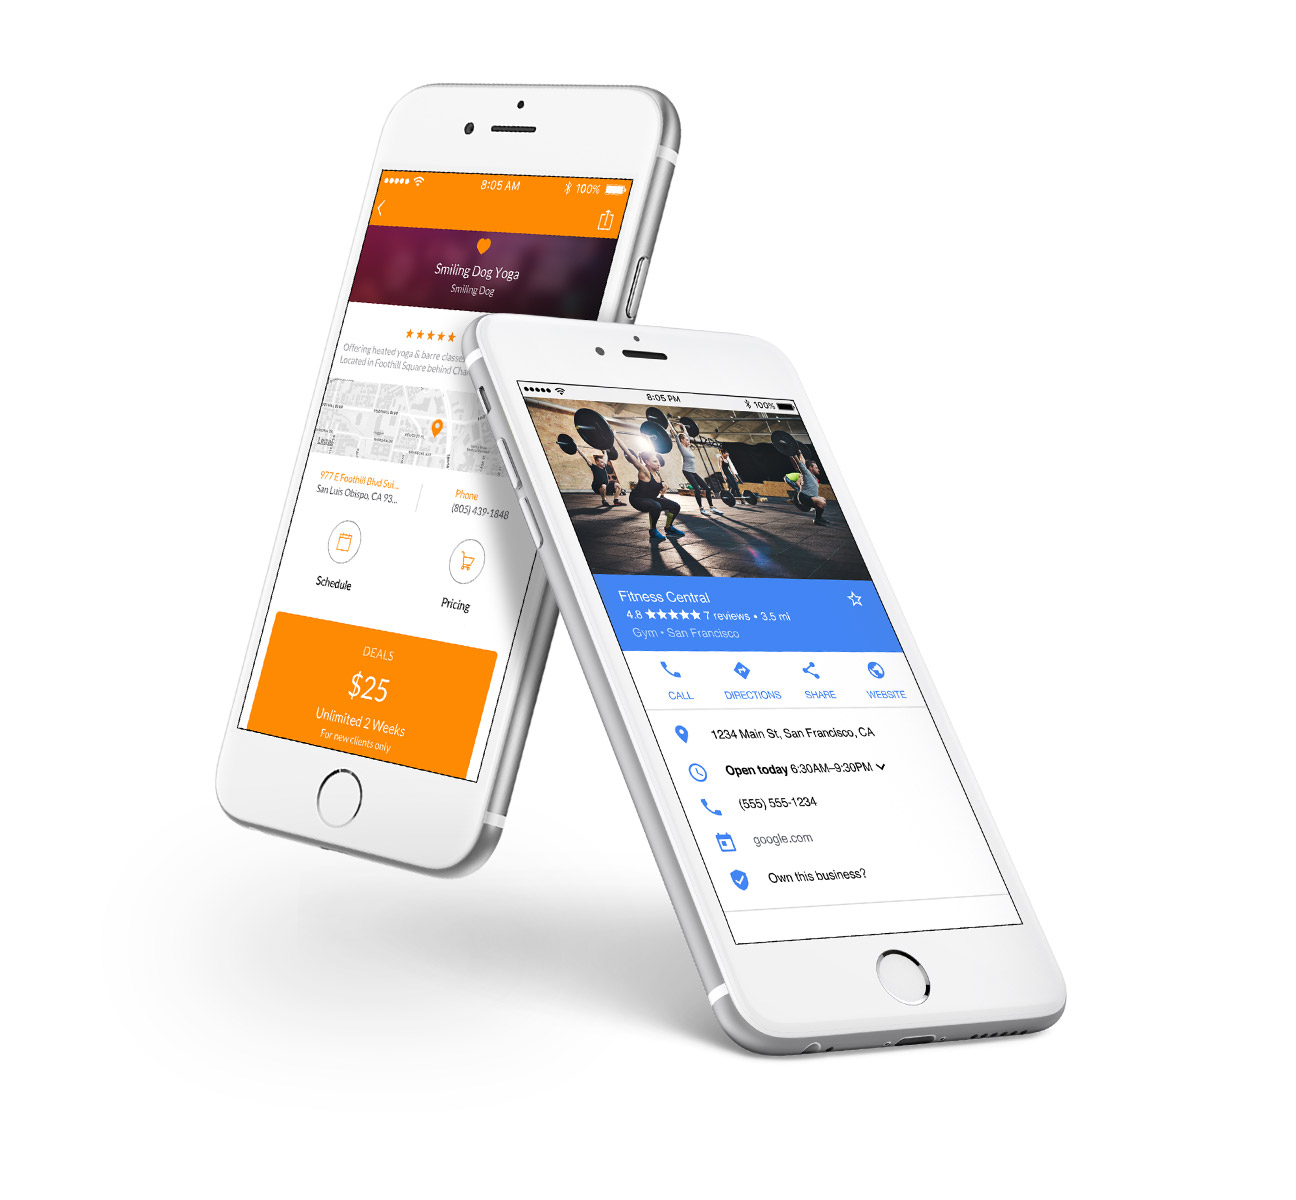 8:05 AM
100%
Smiling Dog Yoga
Smiling Dog
Offering heated yoga & barre classes
Located in Foothill Square behind
Legal
977 E Foothill Blvd Sui...
San Luis Obispo, CA 93...
Phone
(805) 439-1848
Schedule
Pricing
DEALS
$25
Unlimited 2 Weeks
For new clients only
8:05 PM
100%
Fitness Central
4.8 ★★★★★ 7 reviews • 3.5 mi
Gym • San Francisco
CALL
DIRECTIONS
SHARE
WEBSITE
1234 Main St, San Francisco, CA
Open today 6:30AM–9:30PM
(555) 555-1234
google.com
Own this business?